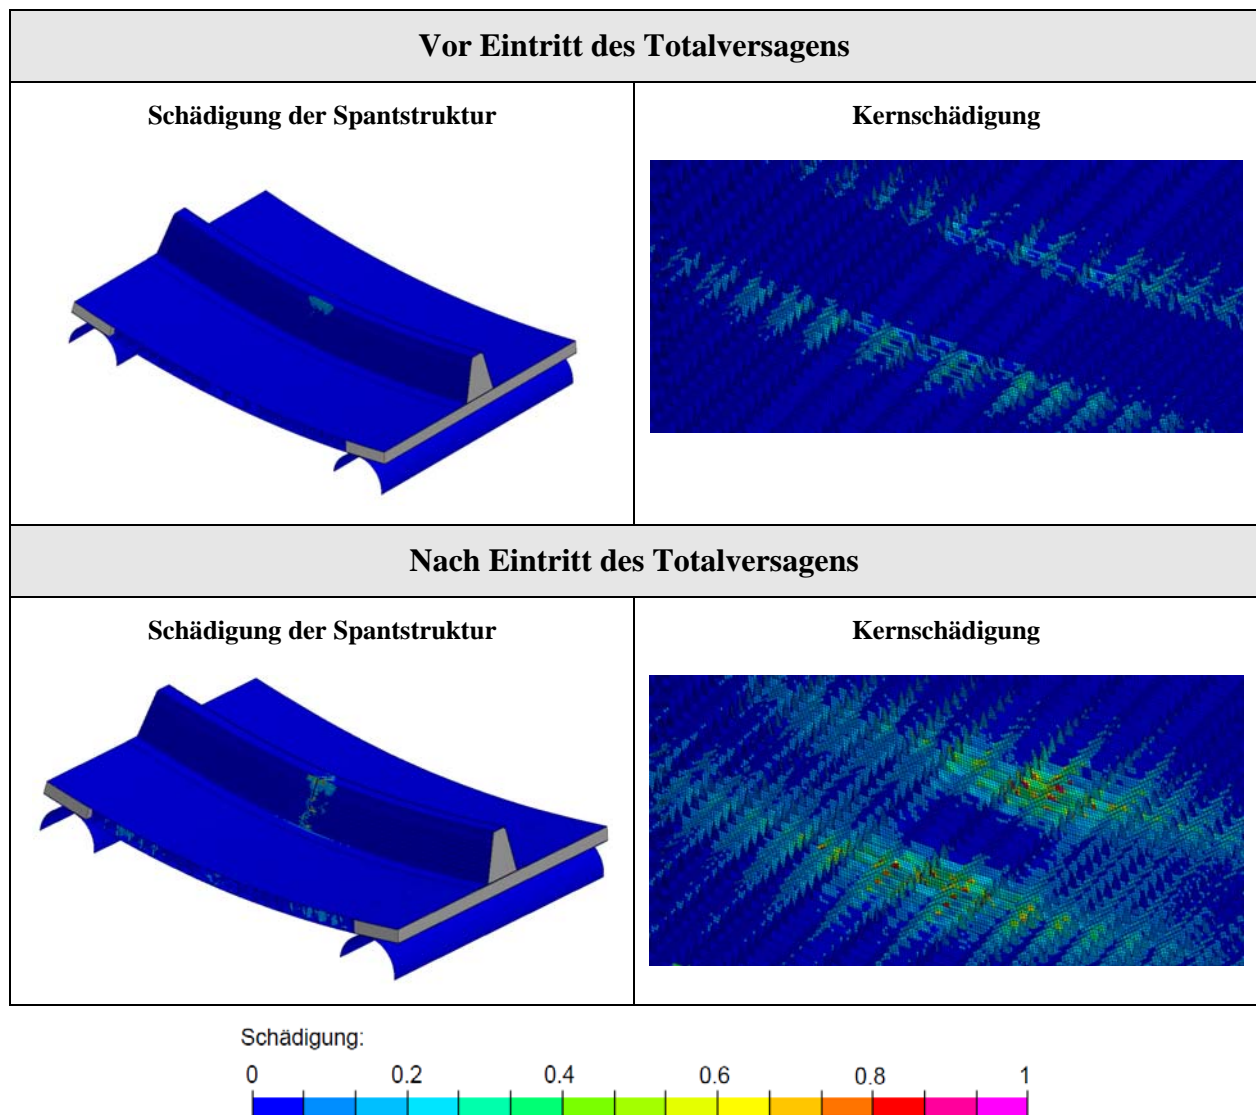 Vor Eintritt des Totalversagens
Schädigung der Spantstruktur
Kernschädigung
Nach Eintritt des Totalversagens
Schädigung der Spantstruktur
Kernschädigung
Schädigung:
0 0.2 0.4 0.6 0.8 1